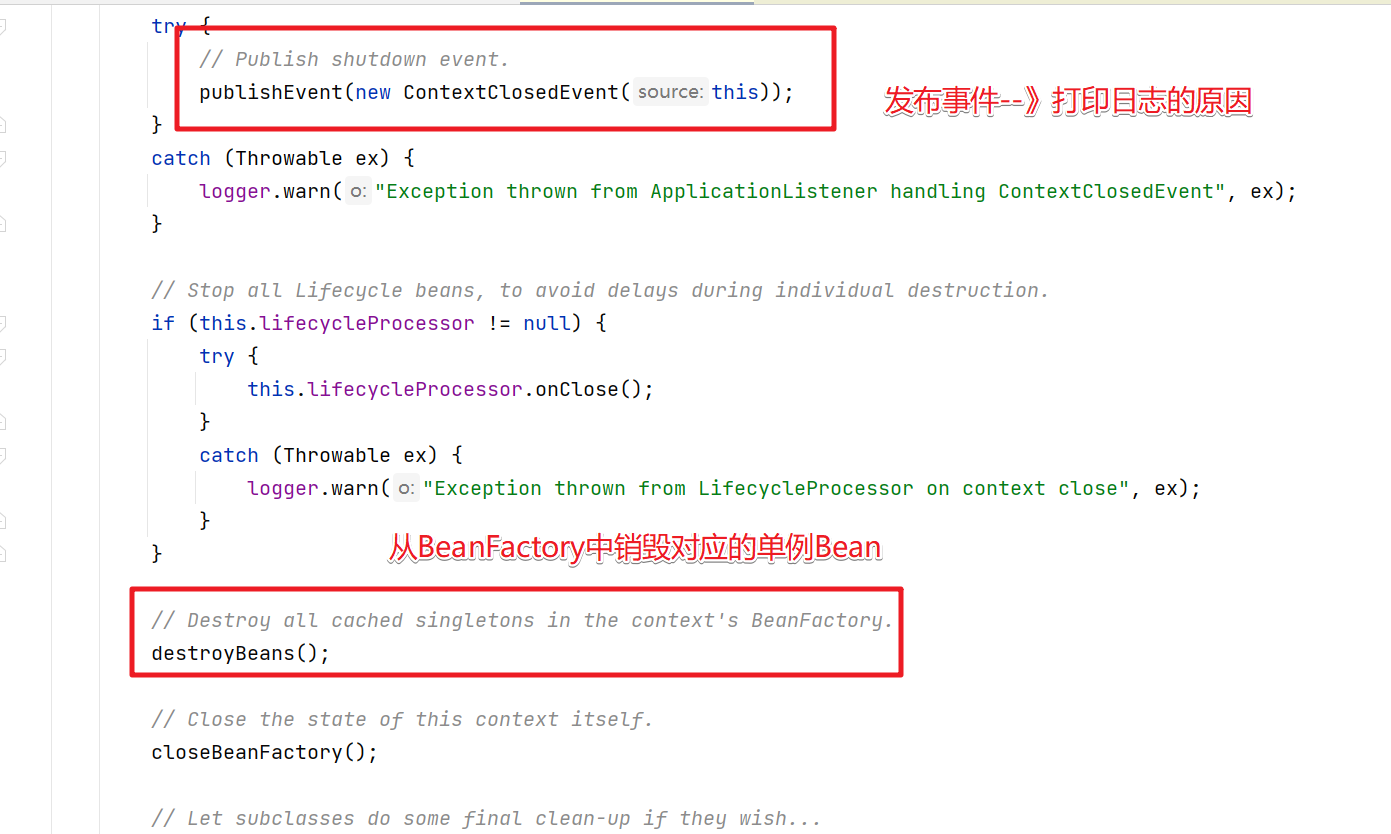 try {
// Publish shutdown event.
publishEvent(new ContextClosedEvent( source: this));
发布事件--》打印日志的原因
}
catch (Throwable ex) {
logger.warn( o: "Exception thrown from ApplicationListener handling ContextClosedEvent", ex);
}
// Stop all Lifecycle beans, to avoid delays during individual destruction.
if (this.lifecycleProcessor != null) {
try {
this.lifecycleProcessor.onClose();
}
catch (Throwable ex) {
logger.warn( o: "Exception thrown from LifecycleProcessor on context close", ex);
}
}
从BeanFactory中销毁对应的单例Bean
// Destroy all cached singletons in the context's BeanFactory.
destroyBeans();
// Close the state of this context itself.
closeBeanFactory();
// Let subclasses do some final clean-up if they wish...